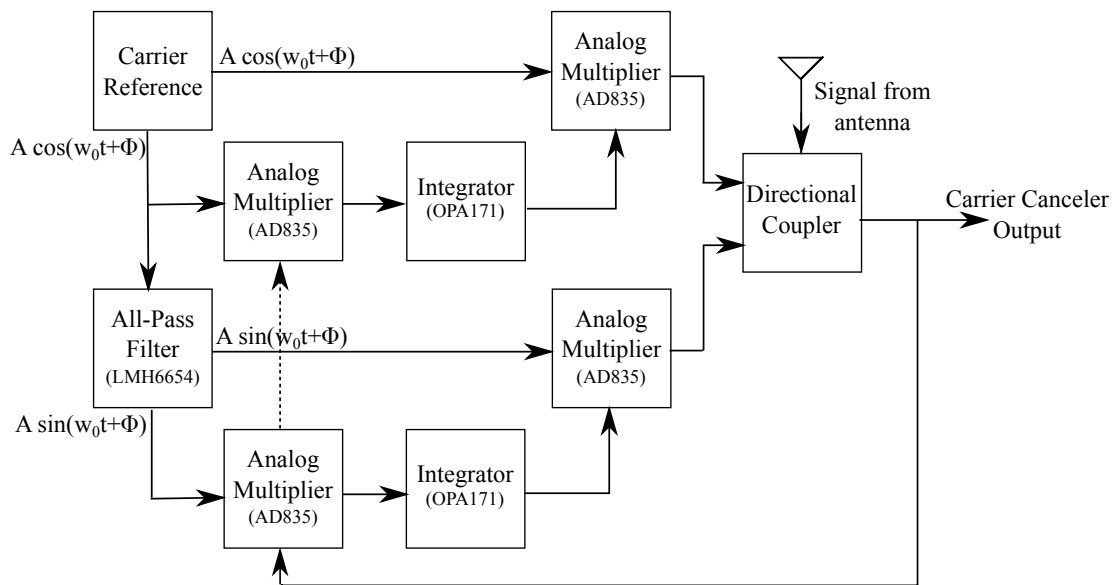 Carrier
Reference
A cos(w₀t+Φ)
Analog
Multiplier
(AD835)
Signal from
antenna
A cos(w₀t+Φ)
Analog
Multiplier
(AD835)
Integrator
(OPA171)
Directional
Coupler
Carrier Canceler
Output
All-Pass
Filter
(LMH6654)
A sin(w₀t+Φ)
Analog
Multiplier
(AD835)
A sin(w₀t+Φ)
Analog
Multiplier
(AD835)
Integrator
(OPA171)